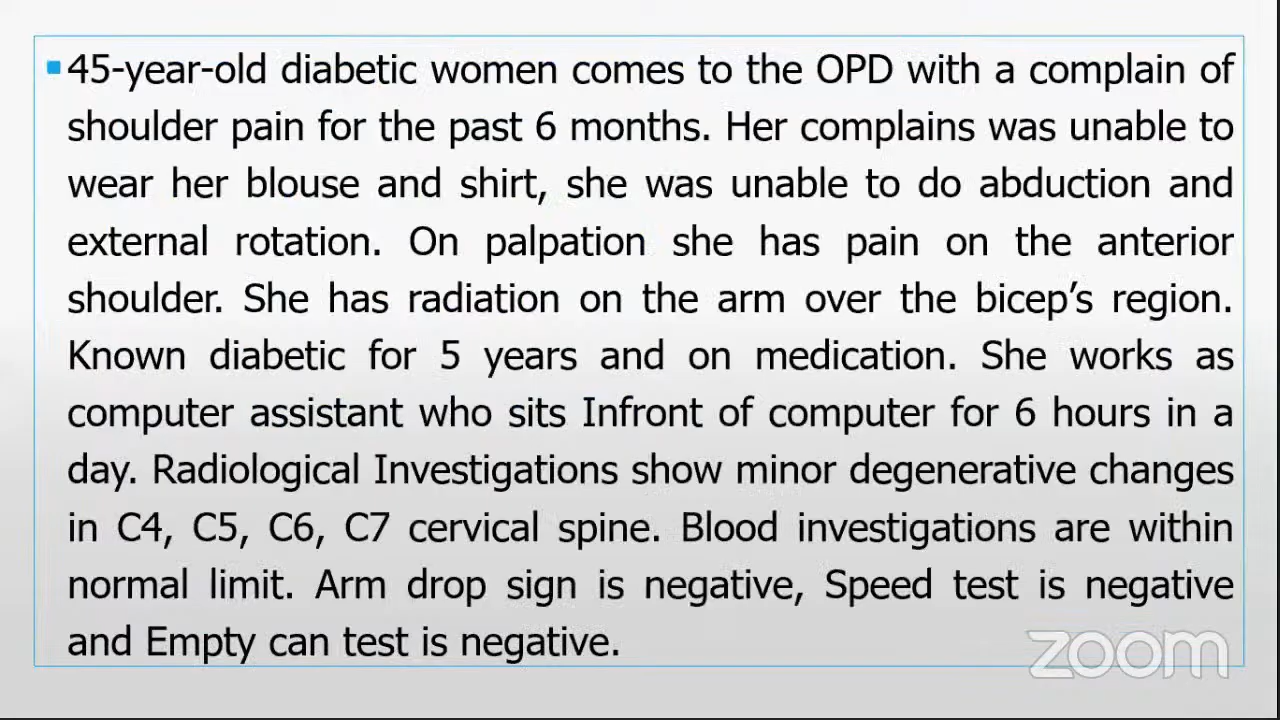 45-year-old diabetic women comes to the OPD with a complain of
shoulder pain for the past 6 months. Her complains was unable to
wear her blouse and shirt, she was unable to do abduction and
external rotation. On palpation she has pain on the anterior
shoulder. She has radiation on the arm over the bicep’s region.
Known diabetic for 5 years and on medication. She works as
computer assistant who sits Infront of computer for 6 hours in a
day. Radiological Investigations show minor degenerative changes
in C4, C5, C6, C7 cervical spine. Blood investigations are within
normal limit. Arm drop sign is negative, Speed test is negative
and Empty can test is negative.
zoom